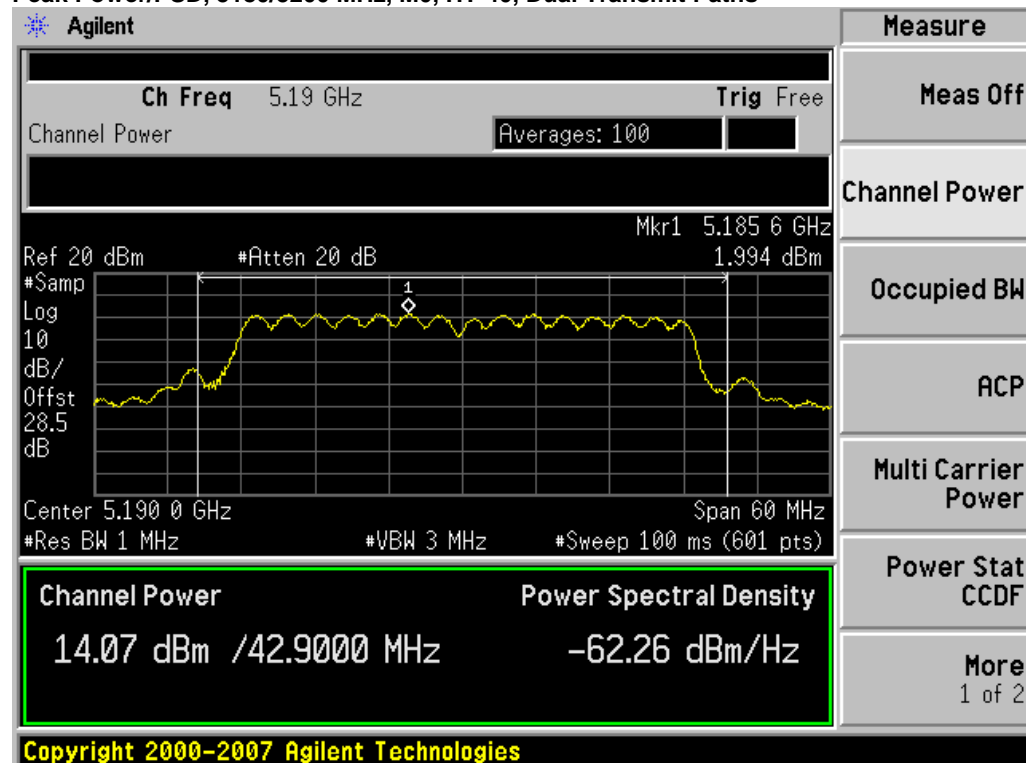 Peak Power/PSD, 5180/5200 MHz, M0, HT-40, Dual Transmit Paths
Agilent
Measure
Ch Freq 5.19 GHz Trig Free
Meas Off
Channel Power Averages: 100
Channel Power
Mkr1 5.185 6 GHz
Ref 20 dBm #Atten 20 dB 1.994 dBm
#Samp
Log
10
dB/
Offst
28.5
dB
1
Occupied BW
ACP
Multi Carrier
Power
Center 5.190 0 GHz Span 60 MHz
#Res BW 1 MHz #VBW 3 MHz #Sweep 100 ms (601 pts)
Power Stat
CCDF
Channel Power Power Spectral Density
14.07 dBm /42.9000 MHz -62.26 dBm/Hz
More
1 of 2
Copyright 2000-2007 Agilent Technologies